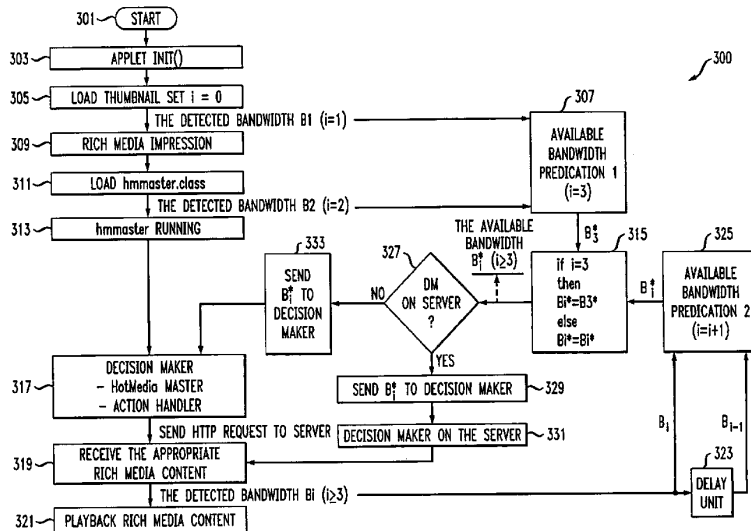 301
START
300
303
APPLET INIT()
305
LOAD THUMBNAIL SET i = 0
THE DETECTED BANDWIDTH B1 (i=1)
307
AVAILABLE
BANDWIDTH
PREDICATION 1
(i=3)
309
RICH MEDIA IMPRESSION
311
LOAD hmmaster.class
THE DETECTED BANDWIDTH B2 (i=2)
313
hmmaster RUNNING
333
SEND
Bi* TO
DECISION
MAKER
327
DM
ON SERVER
?
NO
YES
THE AVAILABLE
BANDWIDTH
Bi* (i≥3)
B3*
315
if i=3
then
Bi*=B3*
else
Bi*=Bi*
Bi*
325
AVAILABLE
BANDWIDTH
PREDICATION 2
(i=i+1)
317
DECISION MAKER
– HotMedia MASTER
– ACTION HANDLER
SEND Bi* TO DECISION MAKER
329
SEND HTTP REQUEST TO SERVER
DECISION MAKER ON THE SERVER
331
319
RECEIVE THE APPROPRIATE
RICH MEDIA CONTENT
Bi
Bi–1
323
DELAY
UNIT
THE DETECTED BANDWIDTH Bi (i≥3)
321
PLAYBACK RICH MEDIA CONTENT